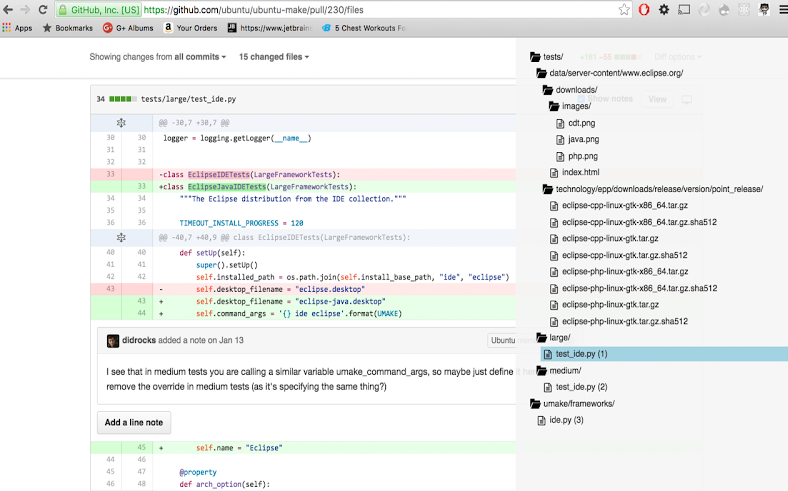 GitHub, Inc. [US] https://github.com/ubuntu/ubuntu-make/pull/230/files
Apps Bookmarks G+ Albums Your Orders https://www.jetbrain 5 Chest Workouts Fo
Showing changes from all commits 15 changed files +181 −65 Diff options
34 tests/large/test_ide.py Show notes View
@@ -30,7 +30,7 @@
30 30 logger = logging.getLogger(__name__)
31 31
32 32
33 -class EclipseIDETests(LargeFrameworkTests):
33 +class EclipseJavaIDETests(LargeFrameworkTests):
34 34 """The Eclipse distribution from the IDE collection."""
35 35
36 36 TIMEOUT_INSTALL_PROGRESS = 120
@@ -40,7 +40,9 @@ class EclipseIDETests(LargeFrameworkTests):
40 40 def setUp(self):
41 41 super().setUp()
42 42 self.installed_path = os.path.join(self.install_base_path, "ide", "eclipse")
43 - self.desktop_filename = "eclipse.desktop"
43 + self.desktop_filename = "eclipse-java.desktop"
44 + self.command_args = '{} ide eclipse'.format(UMAKE)
didrocks added a note on Jan 13 Ubuntu
I see that in medium tests you are calling a similar variable umake_command_args, so maybe just define it here
remove the override in medium tests (as it's specifying the same thing?)
Add a line note
45 + self.name = "Eclipse"
44 46
45 47 @property
46 48 def arch_option(self):
tests/
data/server-content/www.eclipse.org/
downloads/
images/
cdt.png
java.png
php.png
index.html
technology/epp/downloads/release/version/point_release/
eclipse-cpp-linux-gtk-x86_64.tar.gz
eclipse-cpp-linux-gtk-x86_64.tar.gz.sha512
eclipse-cpp-linux-gtk.tar.gz
eclipse-cpp-linux-gtk.tar.gz.sha512
eclipse-php-linux-gtk-x86_64.tar.gz
eclipse-php-linux-gtk-x86_64.tar.gz.sha512
eclipse-php-linux-gtk.tar.gz
eclipse-php-linux-gtk.tar.gz.sha512
large/
test_ide.py (1)
medium/
test_ide.py (2)
umake/frameworks/
ide.py (3)